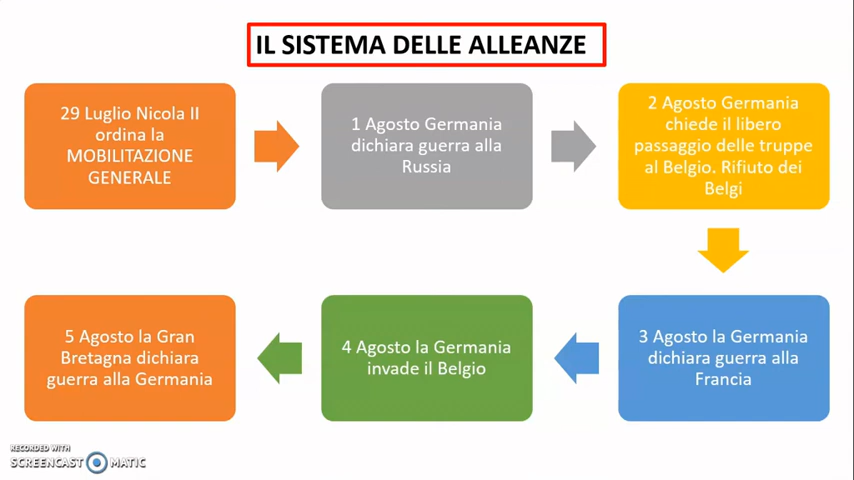 IL SISTEMA DELLE ALLEANZE
29 Luglio Nicola II
ordina la
MOBILITAZIONE
GENERALE
1 Agosto Germania
dichiara guerra alla
Russia
2 Agosto Germania
chiede il libero
passaggio delle truppe
al Belgio. Rifiuto dei
Belgi
3 Agosto la Germania
dichiara guerra alla
Francia
4 Agosto la Germania
invade il Belgio
5 Agosto la Gran
Bretagna dichiara
guerra alla Germania
RECORDED WITH
SCREENCAST MATIC